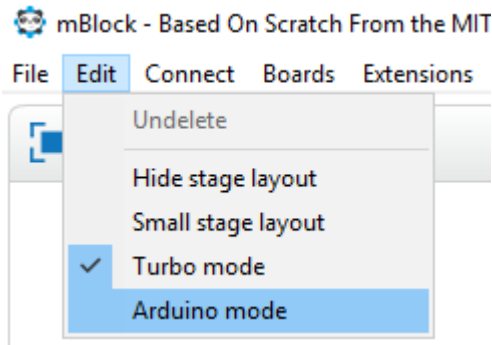 mBlock - Based On Scratch From the MIT
File Edit Connect Boards Extensions
Undelete
Hide stage layout
Small stage layout
Turbo mode
Arduino mode